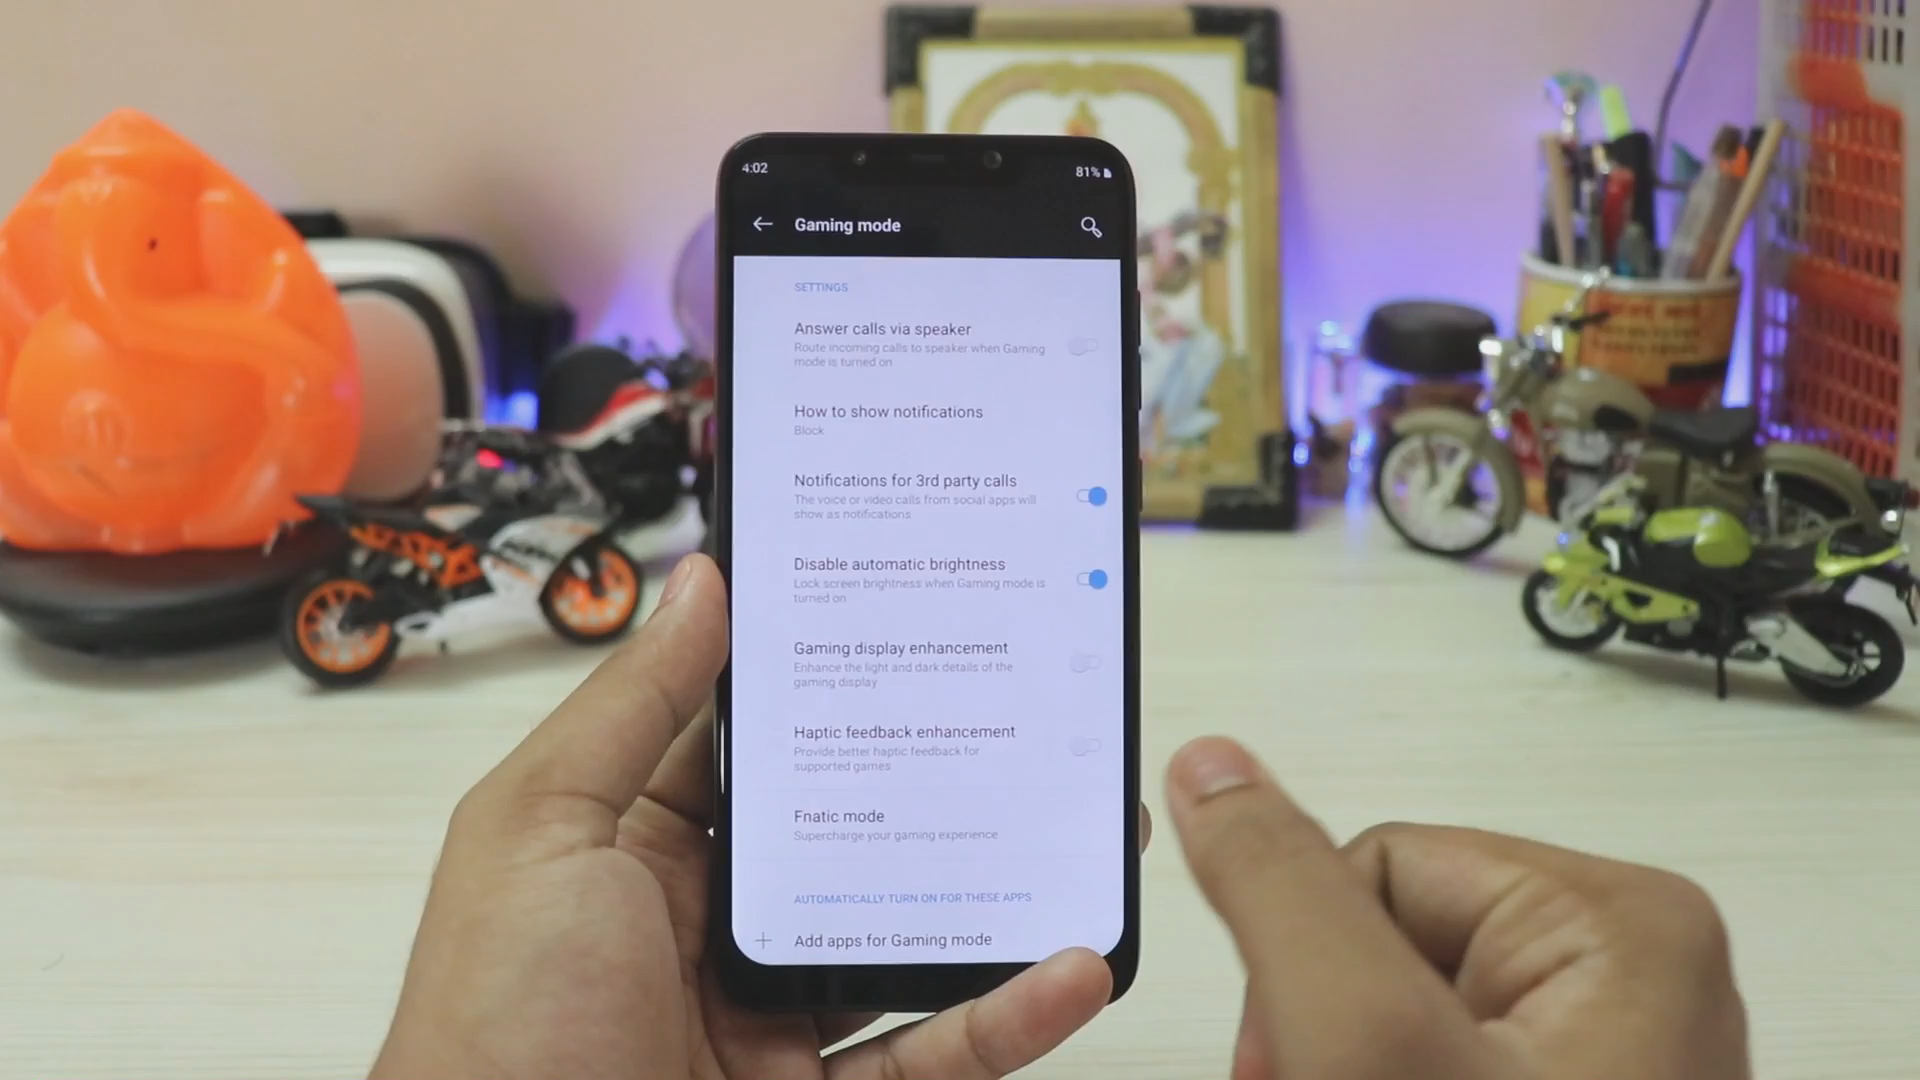 4:02
81%
Gaming mode
SETTINGS
Answer calls via speaker
Route incoming calls to speaker when Gaming
mode is turned on
How to show notifications
Block
Notifications for 3rd party calls
The voice or video calls from social apps will
show as notifications
Disable automatic brightness
Lock screen brightness when Gaming mode is
turned on
Gaming display enhancement
Enhance the light and dark details of the
gaming display
Haptic feedback enhancement
Provide better haptic feedback for
supported games
Fnatic mode
Supercharge your gaming experience
AUTOMATICALLY TURN ON FOR THESE APPS
Add apps for Gaming mode